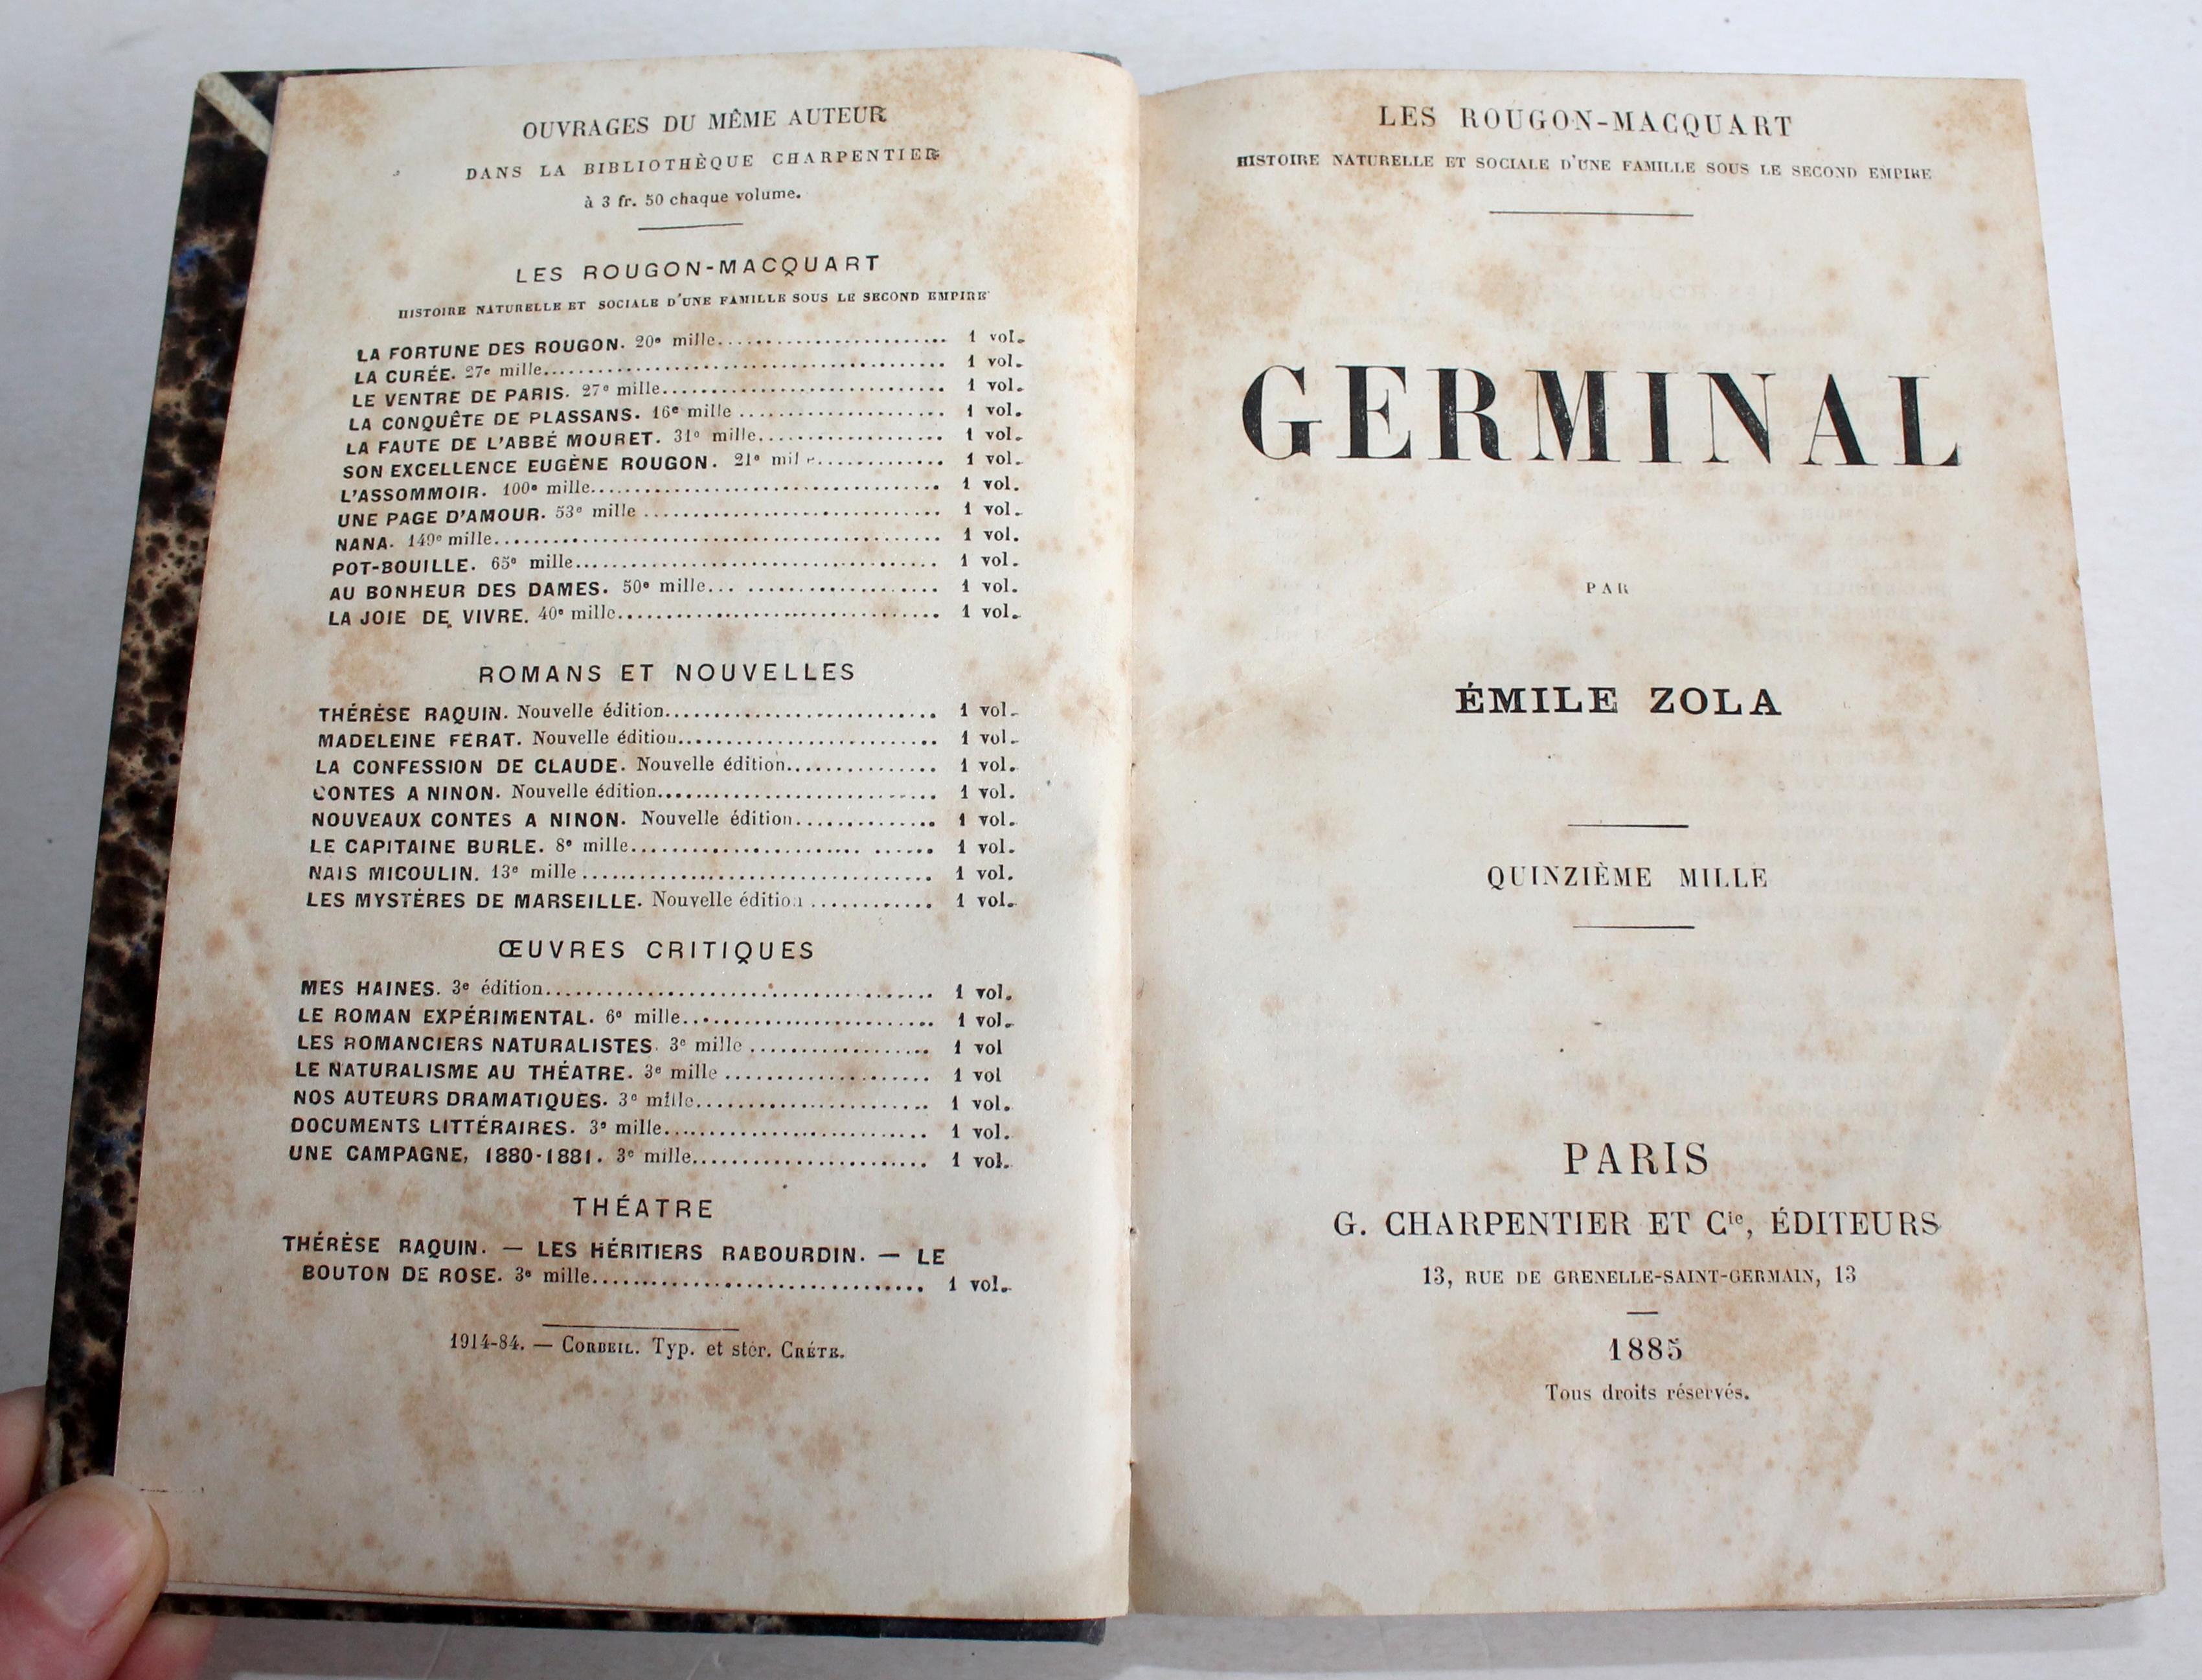 OUVRAGES DU MÊME AUTEUR
DANS LA BIBLIOTHÈQUE CHARPENTIER
à 3 fr. 50 chaque volume.
LES ROUGON-MACQUART
HISTOIRE NATURELLE ET SOCIALE D'UNE FAMILLE SOUS LE SECOND EMPIRE
LA FORTUNE DES ROUGON. 20e mille........................ 1 vol.
LA CURÉE. 27e mille........................................ 1 vol.
LE VENTRE DE PARIS. 27e mille............................ 1 vol.
LA CONQUÊTE DE PLASSANS. 16e mille ..................... 1 vol.
LA FAUTE DE L'ABBÉ MOURET. 31e mille................... 1 vol.
SON EXCELLENCE EUGÈNE ROUGON. 21e mille............. 1 vol.
L'ASSOMMOIR. 100e mille.................................. 1 vol.
UNE PAGE D'AMOUR. 53e mille ............................. 1 vol.
NANA. 149e mille........................................... 1 vol.
POT-BOUILLE. 65e mille.................................... 1 vol.
AU BONHEUR DES DAMES. 50e mille... ................... 1 vol.
LA JOIE DE VIVRE. 40e mille................................ 1 vol.
ROMANS ET NOUVELLES
THÉRÈSE RAQUIN. Nouvelle édition........................... 1 vol.
MADELEINE FÉRAT. Nouvelle édition.......................... 1 vol.
LA CONFESSION DE CLAUDE. Nouvelle édition............... 1 vol.
CONTES A NINON. Nouvelle édition............................ 1 vol.
NOUVEAUX CONTES A NINON. Nouvelle édition.............. 1 vol.
LE CAPITAINE BURLE. 8e mille....................... ...... 1 vol.
NAIS MICOULIN. 13e mille .................................. 1 vol.
LES MYSTÈRES DE MARSEILLE. Nouvelle édition ............ 1 vol.
ŒUVRES CRITIQUES
MES HAINES. 3e édition...................................... 1 vol.
LE ROMAN EXPÉRIMENTAL. 6e mille......................... 1 vol.
LES ROMANCIERS NATURALISTES. 3e mille .................. 1 vol
LE NATURALISME AU THÉATRE. 3e mille ..................... 1 vol
NOS AUTEURS DRAMATIQUES. 3e mille....................... 1 vol.
DOCUMENTS LITTÉRAIRES. 3e mille.......................... 1 vol.
UNE CAMPAGNE, 1880-1881. 3e mille....................... 1 vol.
THÉATRE
THÉRÈSE RAQUIN. — LES HÉRITIERS RABOURDIN. — LE
BOUTON DE ROSE. 3e mille................................. 1 vol.
1914-84. — CORBEIL. Typ. et stér. CRÉTÉ.
LES ROUGON-MACQUART
HISTOIRE NATURELLE ET SOCIALE D'UNE FAMILLE SOUS LE SECOND EMPIRE
GERMINAL
PAR
ÉMILE ZOLA
QUINZIÈME MILLE
PARIS
G. CHARPENTIER ET Cie, ÉDITEURS
13, RUE DE GRENELLE-SAINT-GERMAIN, 13
1885
Tous droits réservés.